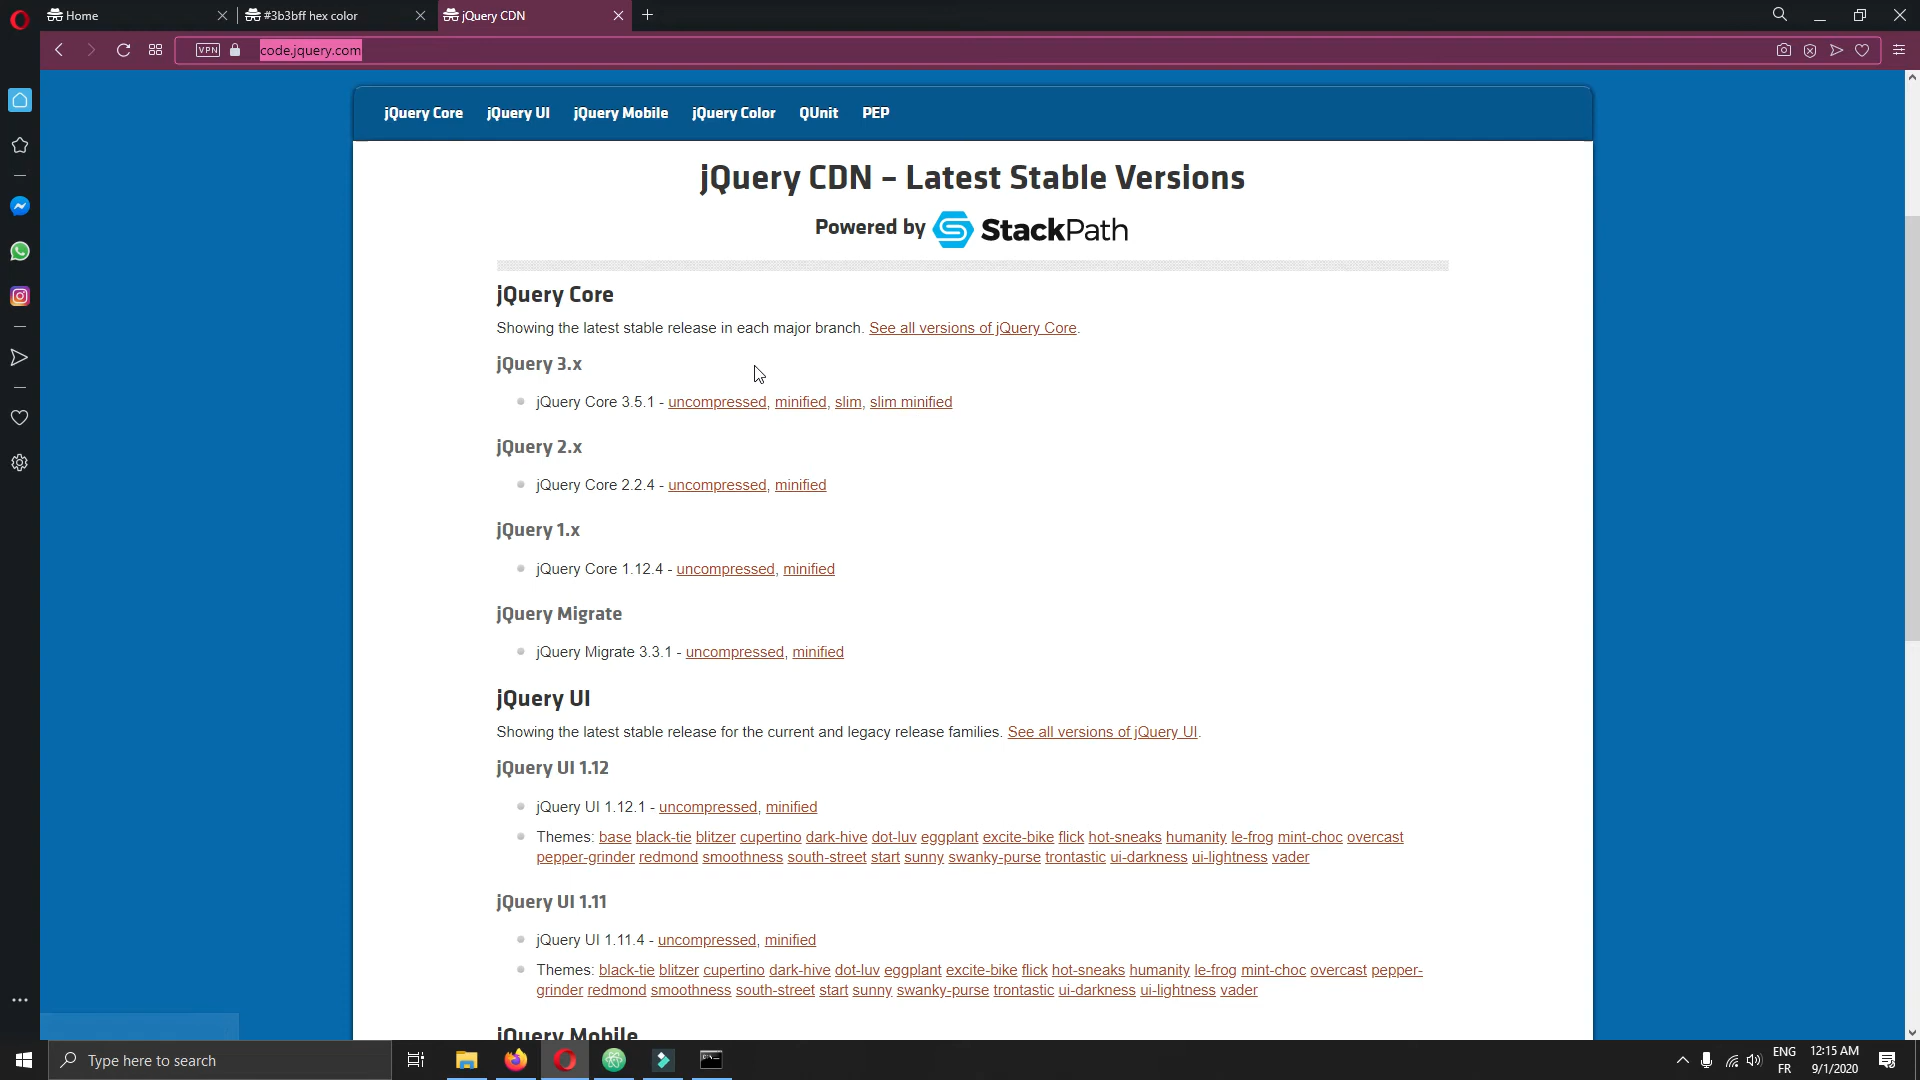 Home
#3b3bff hex color
jQuery CDN
VPN
code.jquery.com
jQuery Core
jQuery UI
jQuery Mobile
jQuery Color
QUnit
PEP
jQuery CDN – Latest Stable Versions
Powered by StackPath
jQuery Core
Showing the latest stable release in each major branch. See all versions of jQuery Core.
jQuery 3.x
jQuery Core 3.5.1 - uncompressed, minified, slim, slim minified
jQuery 2.x
jQuery Core 2.2.4 - uncompressed, minified
jQuery 1.x
jQuery Core 1.12.4 - uncompressed, minified
jQuery Migrate
jQuery Migrate 3.3.1 - uncompressed, minified
jQuery UI
Showing the latest stable release for the current and legacy release families. See all versions of jQuery UI.
jQuery UI 1.12
jQuery UI 1.12.1 - uncompressed, minified
Themes: base black-tie blitzer cupertino dark-hive dot-luv eggplant excite-bike flick hot-sneaks humanity le-frog mint-choc overcast
pepper-grinder redmond smoothness south-street start sunny swanky-purse trontastic ui-darkness ui-lightness vader
jQuery UI 1.11
jQuery UI 1.11.4 - uncompressed, minified
Themes: black-tie blitzer cupertino dark-hive dot-luv eggplant excite-bike flick hot-sneaks humanity le-frog mint-choc overcast pepper-
grinder redmond smoothness south-street start sunny swanky-purse trontastic ui-darkness ui-lightness vader
jQuery Mobile
Type here to search
ENG
FR
12:15 AM
9/1/2020